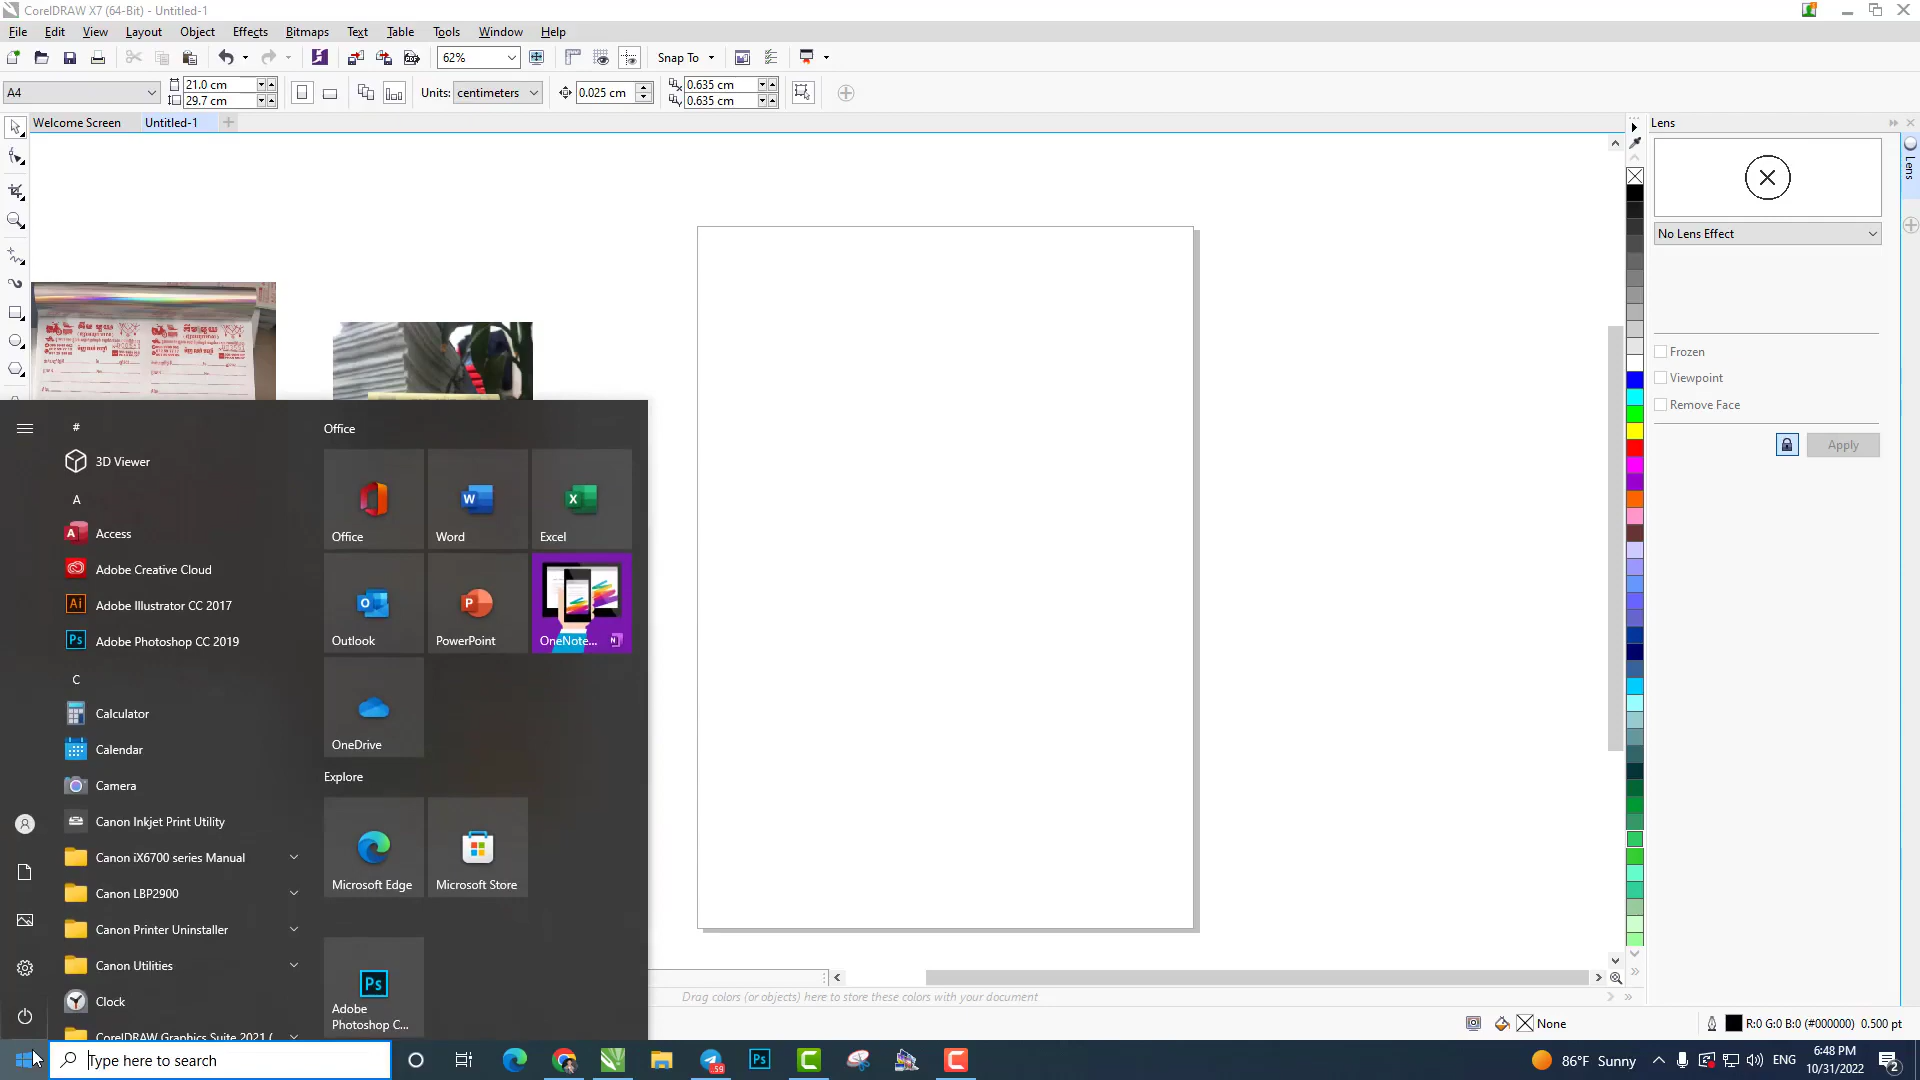 CorelDRAW X7 (64-Bit) - Untitled-1
File Edit View Layout Object Effects Bitmaps Text Table Tools Window Help
62% Snap To
A4 21.0 cm 29.7 cm Units: centimeters 0.025 cm 0.635 cm 0.635 cm
Welcome Screen Untitled-1
Lens
Lens
No Lens Effect
Frozen
Viewpoint
Remove Face
Apply
#
3D Viewer
A
Access
Adobe Creative Cloud
Adobe Illustrator CC 2017
Adobe Photoshop CC 2019
C
Calculator
Calendar
Camera
Canon Inkjet Print Utility
Canon iX6700 series Manual
Canon LBP2900
Canon Printer Uninstaller
Canon Utilities
Clock
CorelDRAW Graphics Suite 2021 (
Office
Office Word Excel
Outlook PowerPoint OneNote...
OneDrive
Explore
Microsoft Edge Microsoft Store
Adobe
Photoshop C...
Drag colors (or objects) here to store these colors with your document
None R:0 G:0 B:0 (#000000) 0.500 pt
Type here to search
59
86°F Sunny ENG 6:48 PM
10/31/2022
2